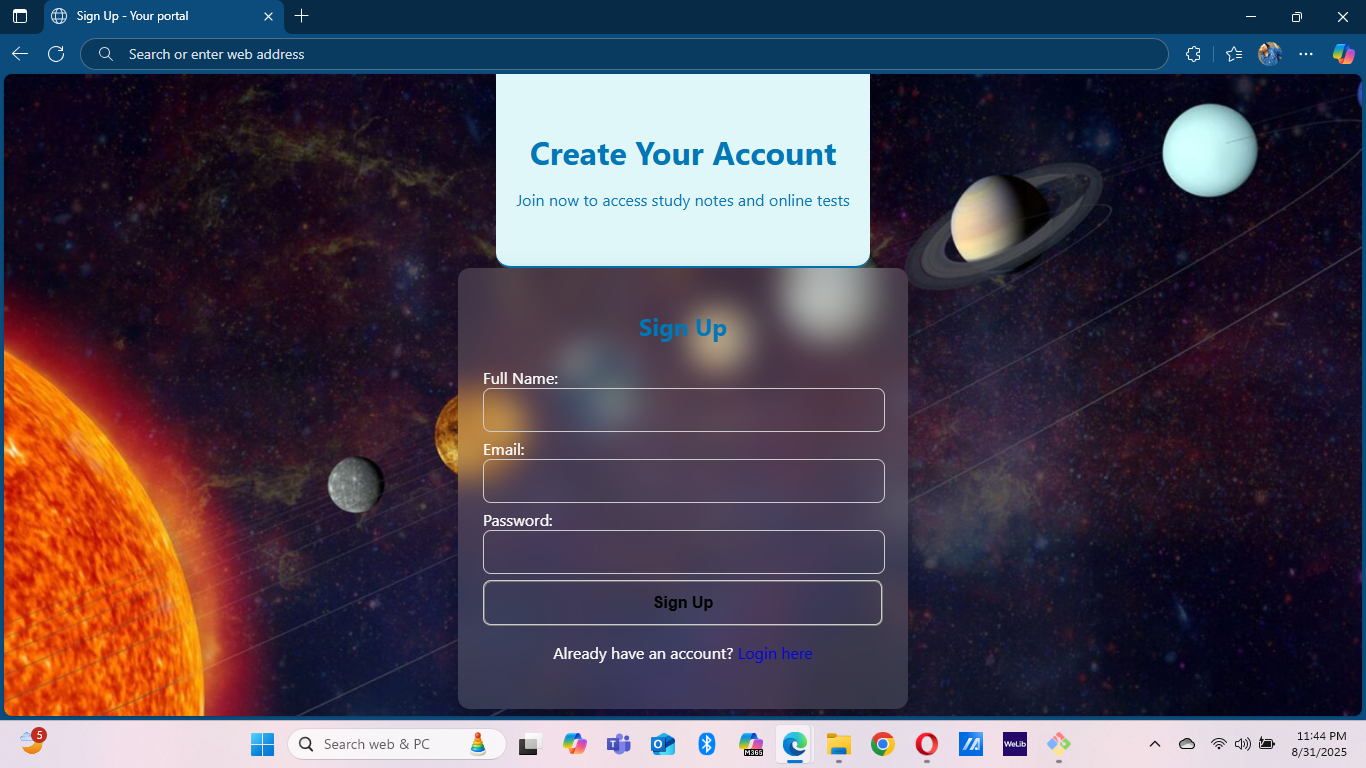 Sign Up - Your portal
Search or enter web address
Create Your Account
Join now to access study notes and online tests
Sign Up
Full Name:
Email:
Password:
Sign Up
Already have an account? Login here
5
Search web & PC
M365
WeLib
11:44 PM
8/31/2025